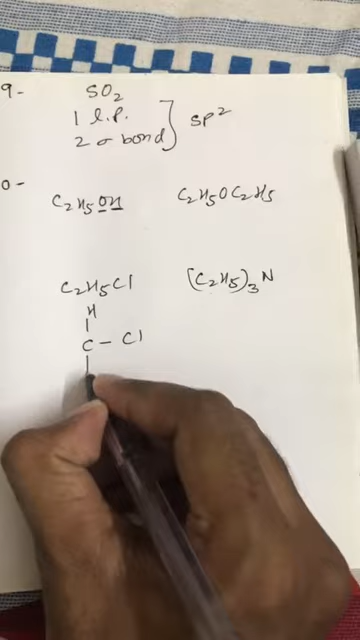 9- SO2
1 l.p.
2 σ bond ] sp2
0- C2H5OH C2H5OC2H5
C2H5Cl (C2H5)3N
H
C - Cl